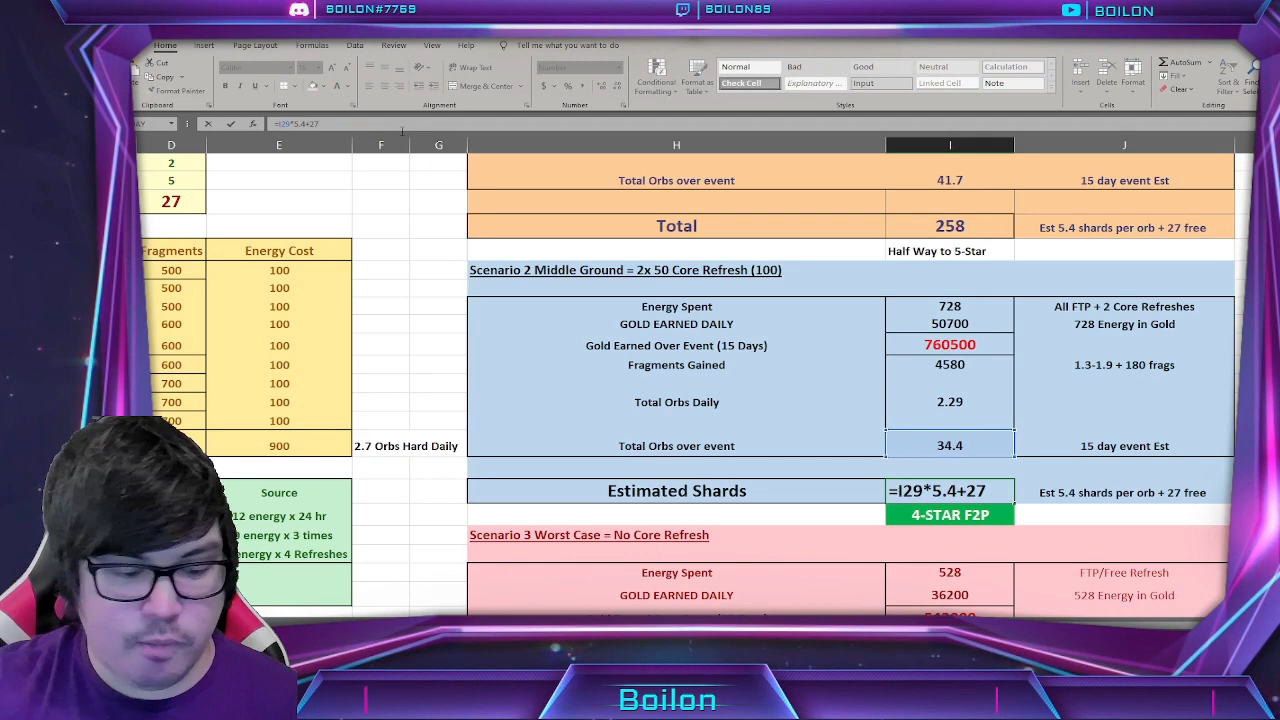 BOILON#7769
BOILON89
BOILON
Home Insert Page Layout Formulas Data Review View Help Tell me what you want to do
Cut
Copy
Format Painter
Clipboard
Calibri
Font
Wrap Text
Merge & Center
Alignment
Number
Number
Conditional Formatting
Format as Table
Normal Bad Good Neutral Calculation
Check Cell Explanatory ... Input Linked Cell Note
Styles
Insert Delete Format
Cells
AutoSum
Fill
Clear
Sort & Filter
Editing
=I29*5.4+27
D E F G H I J
2
5
27
Total Orbs over event 41.7 15 day event Est
Total 258 Est 5.4 shards per orb + 27 free
Half Way to 5-Star
Fragments Energy Cost
500 100
500 100
500 100
600 100
600 100
600 100
700 100
700 100
100
900 2.7 Orbs Hard Daily
Scenario 2 Middle Ground = 2x 50 Core Refresh (100)
Energy Spent 728 All FTP + 2 Core Refreshes
GOLD EARNED DAILY 50700 728 Energy in Gold
Gold Earned Over Event (15 Days) 760500
Fragments Gained 4580 1.3-1.9 + 180 frags
Total Orbs Daily 2.29
Total Orbs over event 34.4 15 day event Est
Estimated Shards =I29*5.4+27 Est 5.4 shards per orb + 27 free
4-STAR F2P
Source
12 energy x 24 hr
energy x 3 times
energy x 4 Refreshes
Scenario 3 Worst Case = No Core Refresh
Energy Spent 528 FTP/Free Refresh
GOLD EARNED DAILY 36200 528 Energy in Gold
Boilon